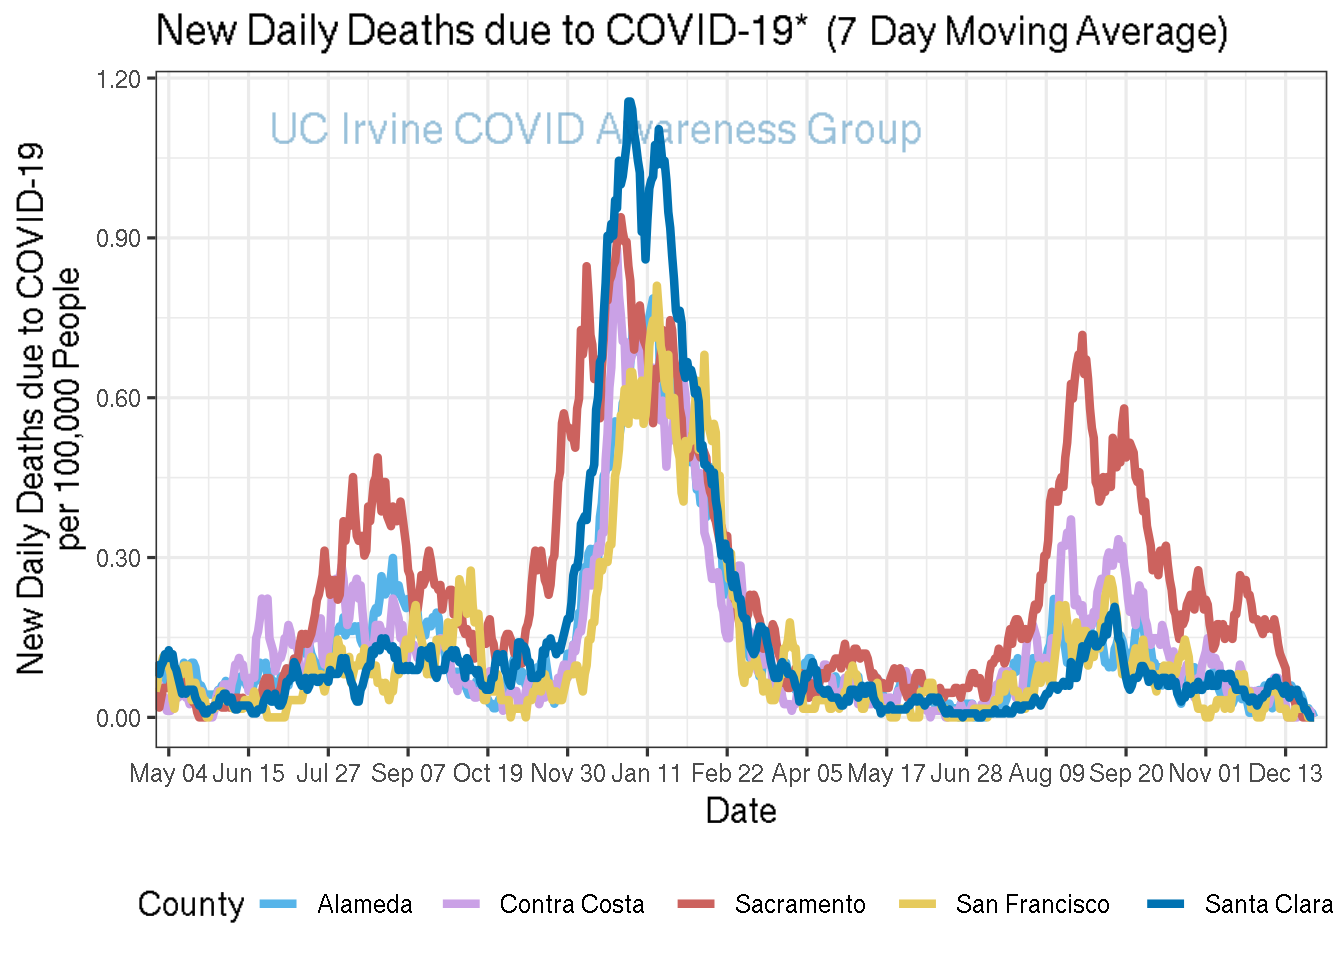 New Daily Deaths due to COVID-19* (7 Day Moving Average)
UC Irvine COVID Awareness Group
New Daily Deaths due to COVID-19
per 100,000 People
1.20
0.90
0.60
0.30
0.00
May 04 Jun 15 Jul 27 Sep 07 Oct 19 Nov 30 Jan 11 Feb 22 Apr 05 May 17 Jun 28 Aug 09 Sep 20 Nov 01 Dec 13
Date
County Alameda Contra Costa Sacramento San Francisco Santa Clara